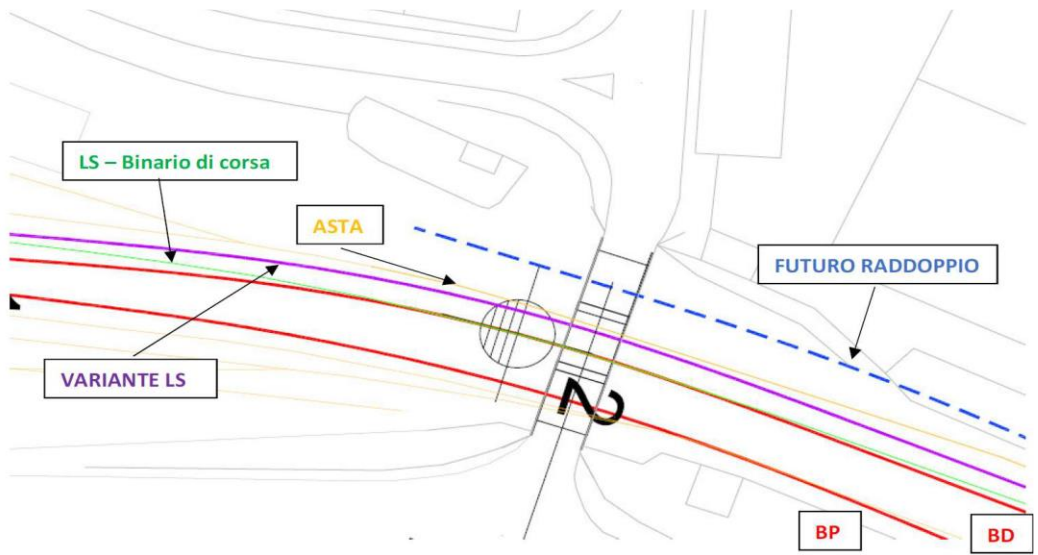 LS – Binario di corsa
ASTA
FUTURO RADDOPPIO
VARIANTE LS
2
BP
BD